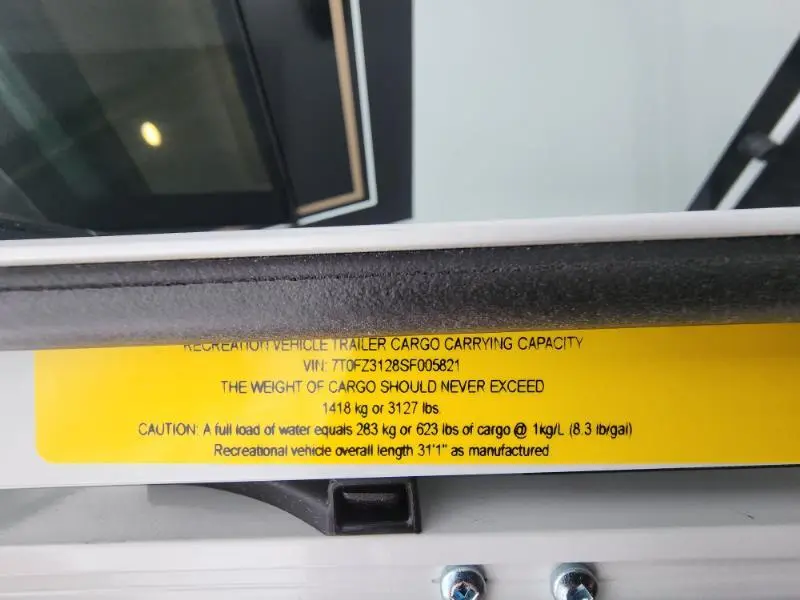 RECREATION VEHICLE TRAILER CARGO CARRYING CAPACITY
VIN: 7T0FZ3128SF005821
THE WEIGHT OF CARGO SHOULD NEVER EXCEED
1418 kg or 3127 lbs
CAUTION: A full load of water equals 283 kg or 623 lbs of cargo @ 1kg/L (8.3 lb/gal)
Recreational vehicle overall length 31'1" as manufactured